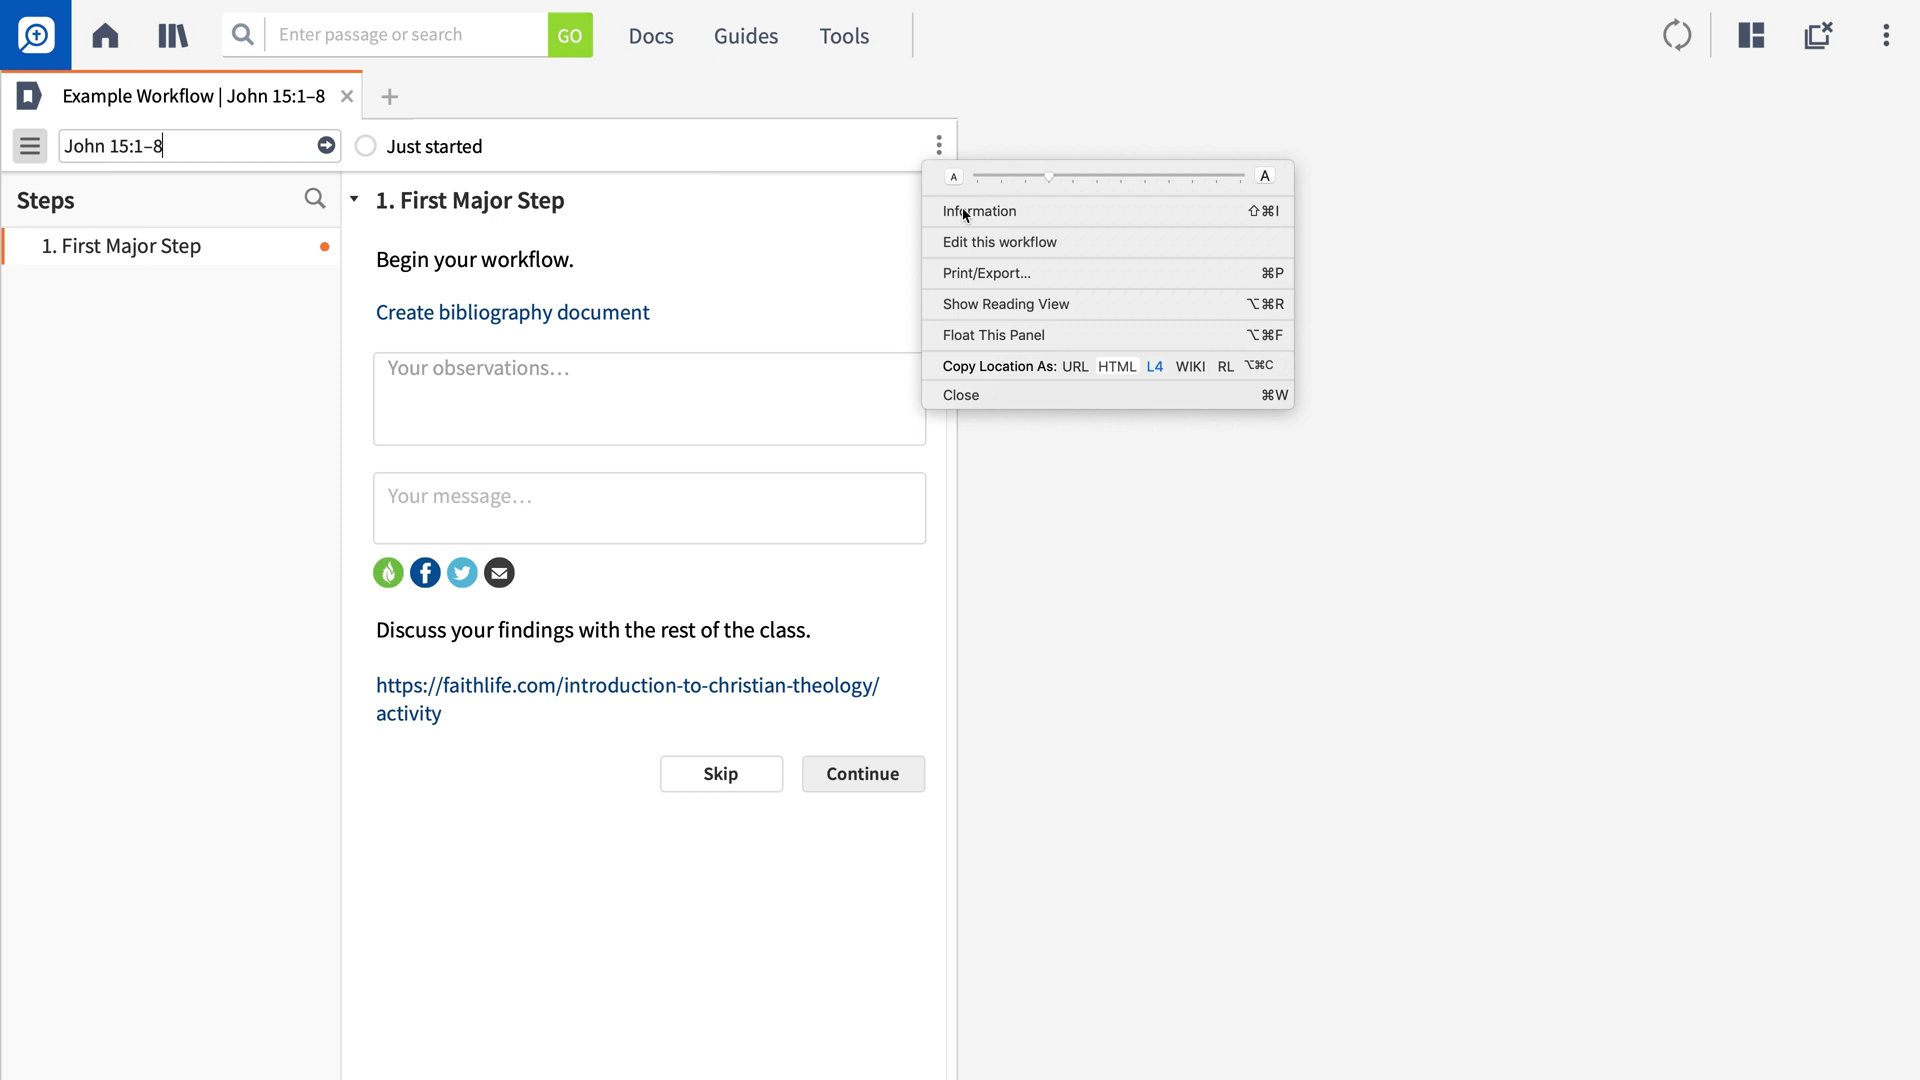 Enter passage or search
GO
Docs
Guides
Tools
Example Workflow | John 15:1–8
John 15:1–8
Just started
A
A
Steps
1. First Major Step
1. First Major Step
Information ⇧⌘I
Edit this workflow
Print/Export... ⌘P
Show Reading View ⌥⌘R
Float This Panel ⌥⌘F
Copy Location As: URL HTML L4 WIKI RL ⌥⌘C
Close ⌘W
Begin your workflow.
Create bibliography document
Your observations…
Your message…
Discuss your findings with the rest of the class.
https://faithlife.com/introduction-to-christian-theology/
activity
Skip
Continue